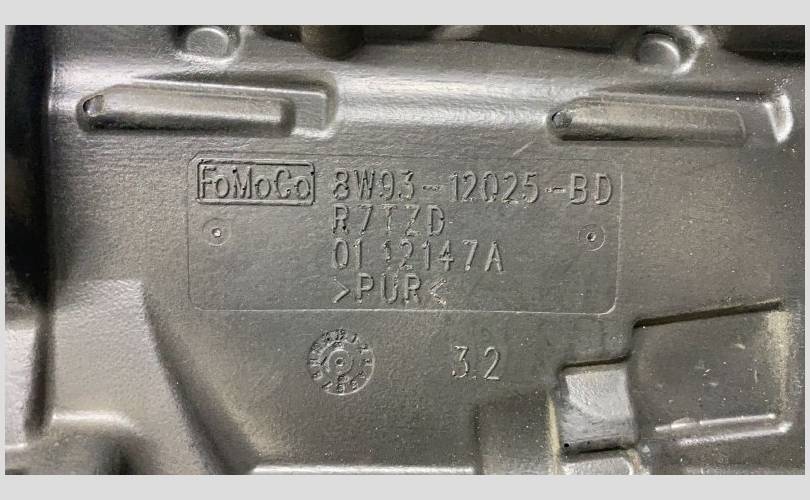 FoMoCo 8W93-12025-BD
R7TZD
01 12147A
>PUR<
3.2